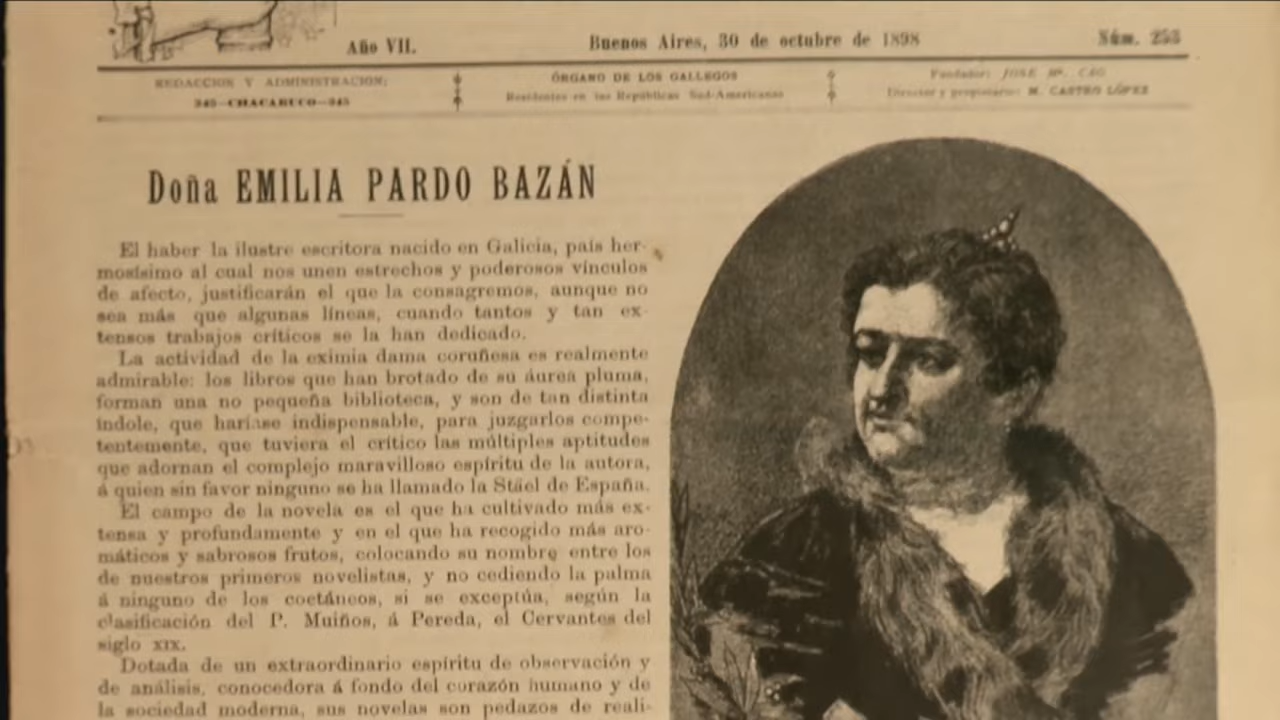 Año VII.
Buenos Aires, 30 de octubre de 1898
Núm. 253
REDACCION Y ADMINISTRACION:
345—CHACABUCO—345
ÓRGANO DE LOS GALLEGOS
Residentes en las Repúblicas Sud-Americanas
Fundador: JOSÉ Mª. CAO
Director y propietario: M. CASTRO LÓPEZ
Doña EMILIA PARDO BAZÁN
El haber la ilustre escritora nacido en Galicia, país her-
mosísimo al cual nos unen estrechos y poderosos vínculos
de afecto, justificarán el que la consagremos, aunque no
sea más que algunas líneas, cuando tantos y tan ex-
tensos trabajos críticos se la han dedicado.
La actividad de la eximia dama coruñesa es realmente
admirable: los libros que han brotado de su áurea pluma,
forman una no pequeña biblioteca, y son de tan distinta
índole, que haríase indispensable, para juzgarlos compe-
tentemente, que tuviera el crítico las múltiples aptitudes
que adornan el complejo maravilloso espíritu de la autora,
á quien sin favor ninguno se ha llamado la Stáel de España.
El campo de la novela es el que ha cultivado más ex-
tensa y profundamente y en el que ha recogido más aro-
máticos y sabrosos frutos, colocando su nombre entre los
de nuestros primeros novelistas, y no cediendo la palma
á ninguno de los coetáneos, si se exceptúa, según la
clasificación del P. Muiños, á Pereda, el Cervantes del
siglo XIX.
Dotada de un extraordinario espíritu de observación y
de análisis, conocedora á fondo del corazón humano y de
la sociedad moderna, sus novelas son pedazos de reali-